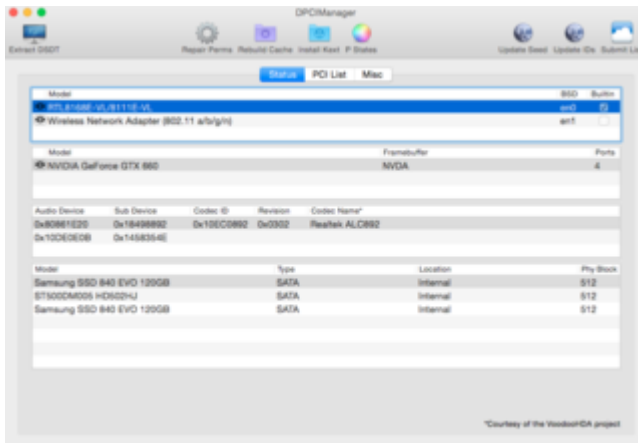 DPCIManager
Extract DSDT Repair Perms Rebuild Cache Install Kext P States Update Seed Update IDs Submit
Status PCI List Misc
Model BSD Builtin
RTL8168E-VL/8111E-VL en0
Wireless Network Adapter (802.11 a/b/g/n) en1
Model Framebuffer Ports
NVIDIA GeForce GTX 660 NVDA 4
Audio Device Sub Device Codec ID Revision Codec Name*
0x80861E20 0x18498892 0x10EC0892 0x0302 Realtek ALC892
0x10DE0E0B 0x1458354E
Model Type Location Phy Block
Samsung SSD 840 EVO 120GB SATA Internal 512
ST500DM005 HD502HJ SATA Internal 512
Samsung SSD 840 EVO 120GB SATA Internal 512
*Courtesy of the VoodooHDA project